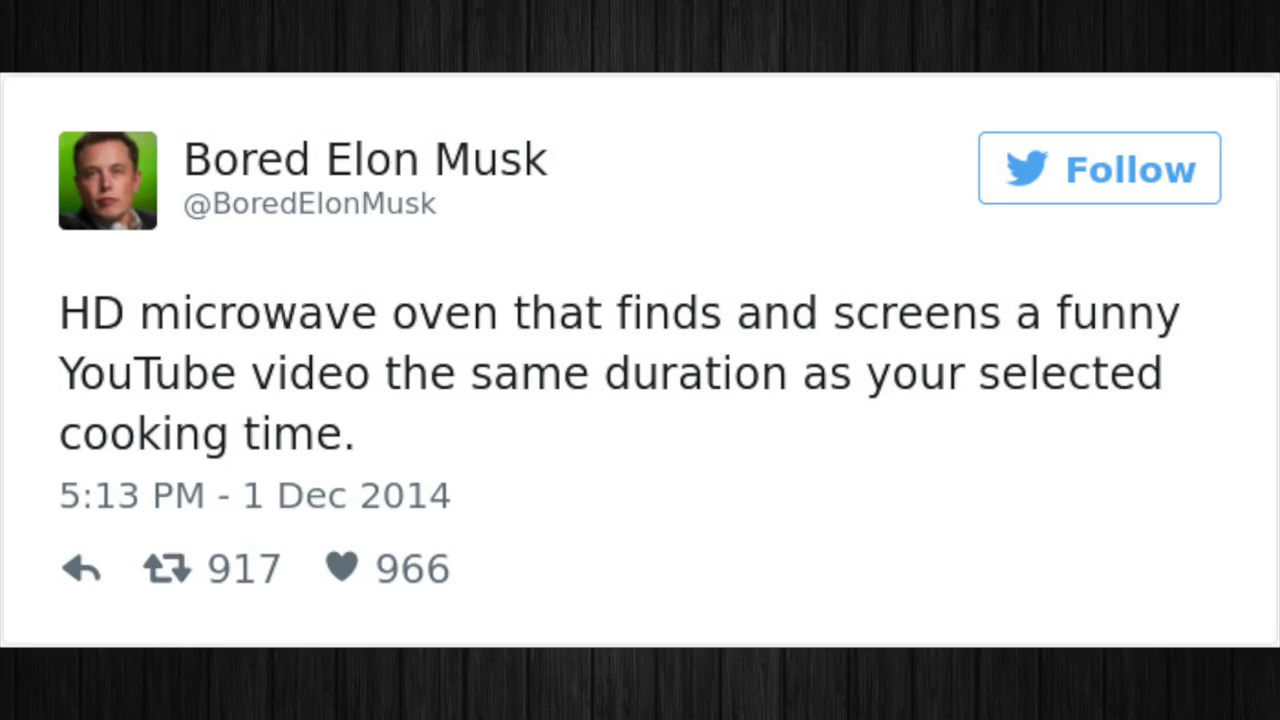 Bored Elon Musk
@BoredElonMusk
Follow
HD microwave oven that finds and screens a funny
YouTube video the same duration as your selected
cooking time.
5:13 PM - 1 Dec 2014
917 966